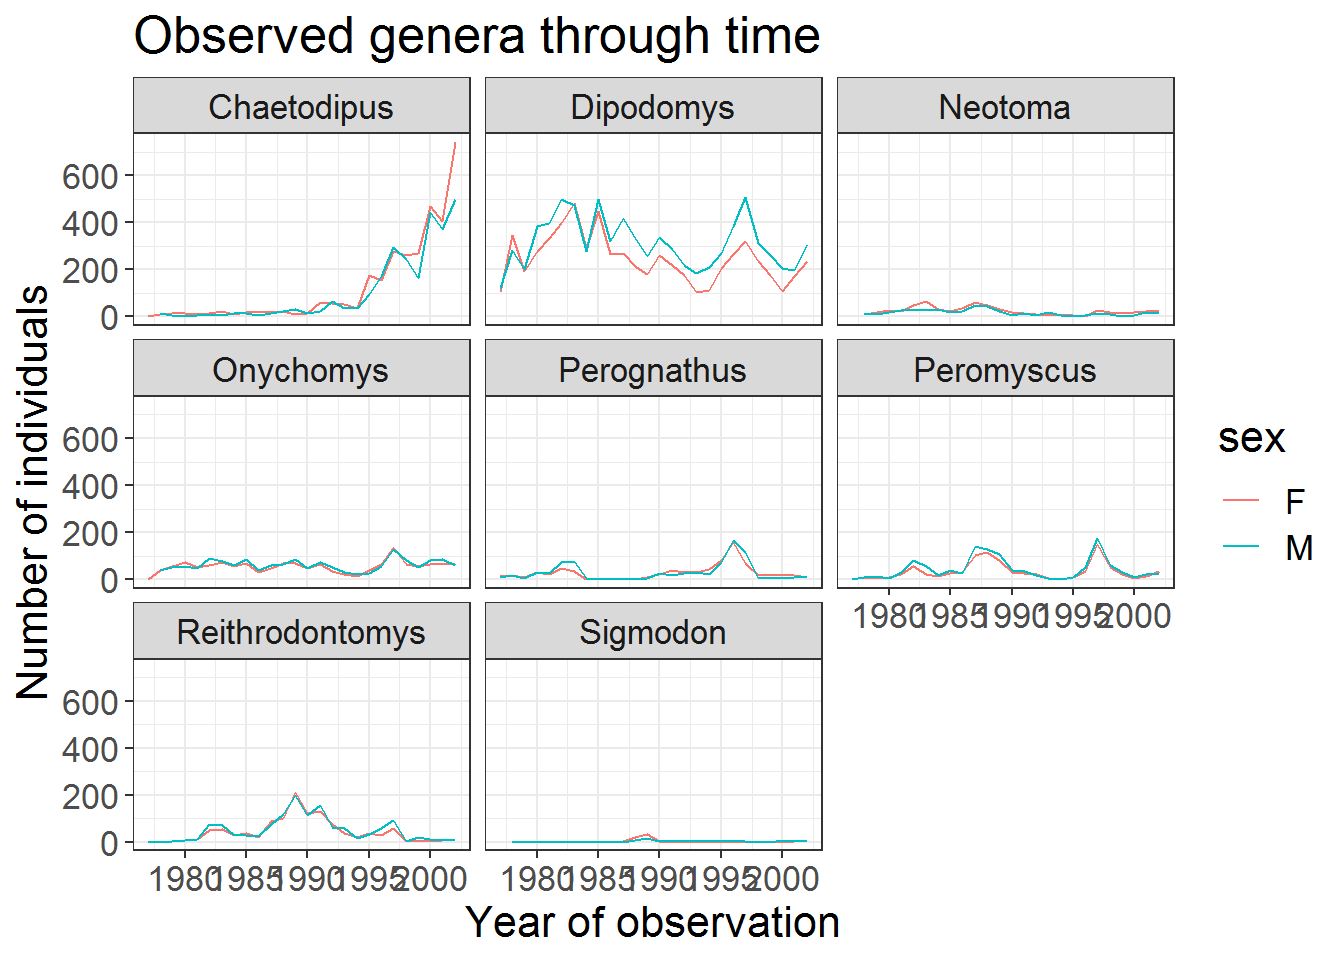 Observed genera through time
Chaetodipus Dipodomys Neotoma
600
400
200
0
Onychomys Perognathus Peromyscus
600
400
200
0
1980 1985 1990 1995 2000
Reithrodontomys Sigmodon
600
400
200
0
1980 1985 1990 1995 2000 1980 1985 1990 1995 2000
Year of observation
Number of individuals
sex
F
M